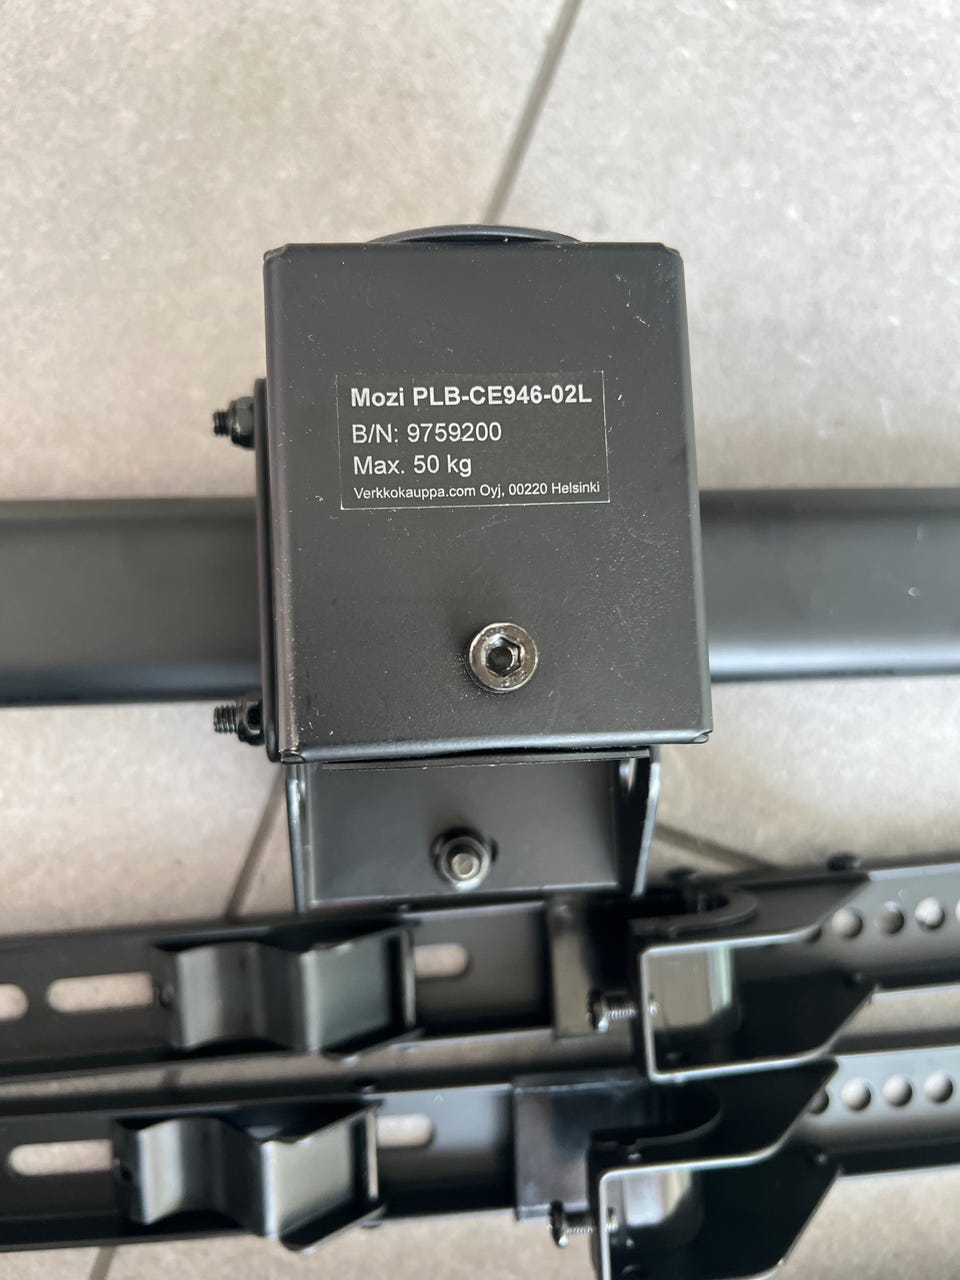 Mozi PLB-CE946-02L
B/N: 9759200
Max. 50 kg
Verkkokauppa.com Oyj, 00220 Helsinki